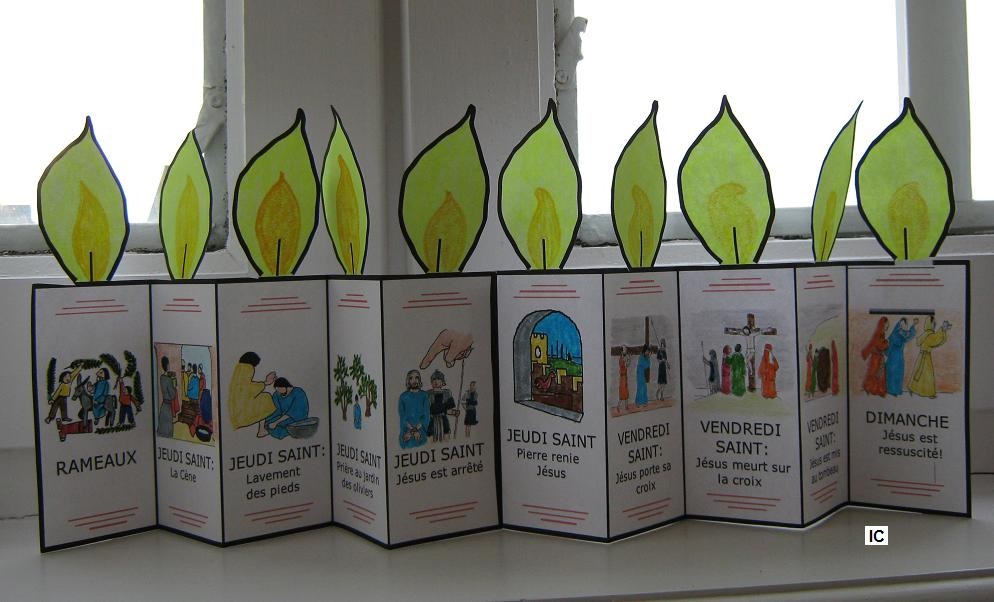 RAMEAUX
JEUDI SAINT:
La Cène
JEUDI SAINT:
Lavement
des pieds
JEUDI SAINT
Prière au jardin
des oliviers
JEUDI SAINT
Jésus est arrêté
JEUDI SAINT
Pierre renie
Jésus
VENDREDI
SAINT:
Jésus porte sa
croix
VENDREDI
SAINT:
Jésus meurt sur
la croix
VENDREDI
SAINT:
Jésus est mis
au tombeau
DIMANCHE
Jésus est
ressuscité!
IC